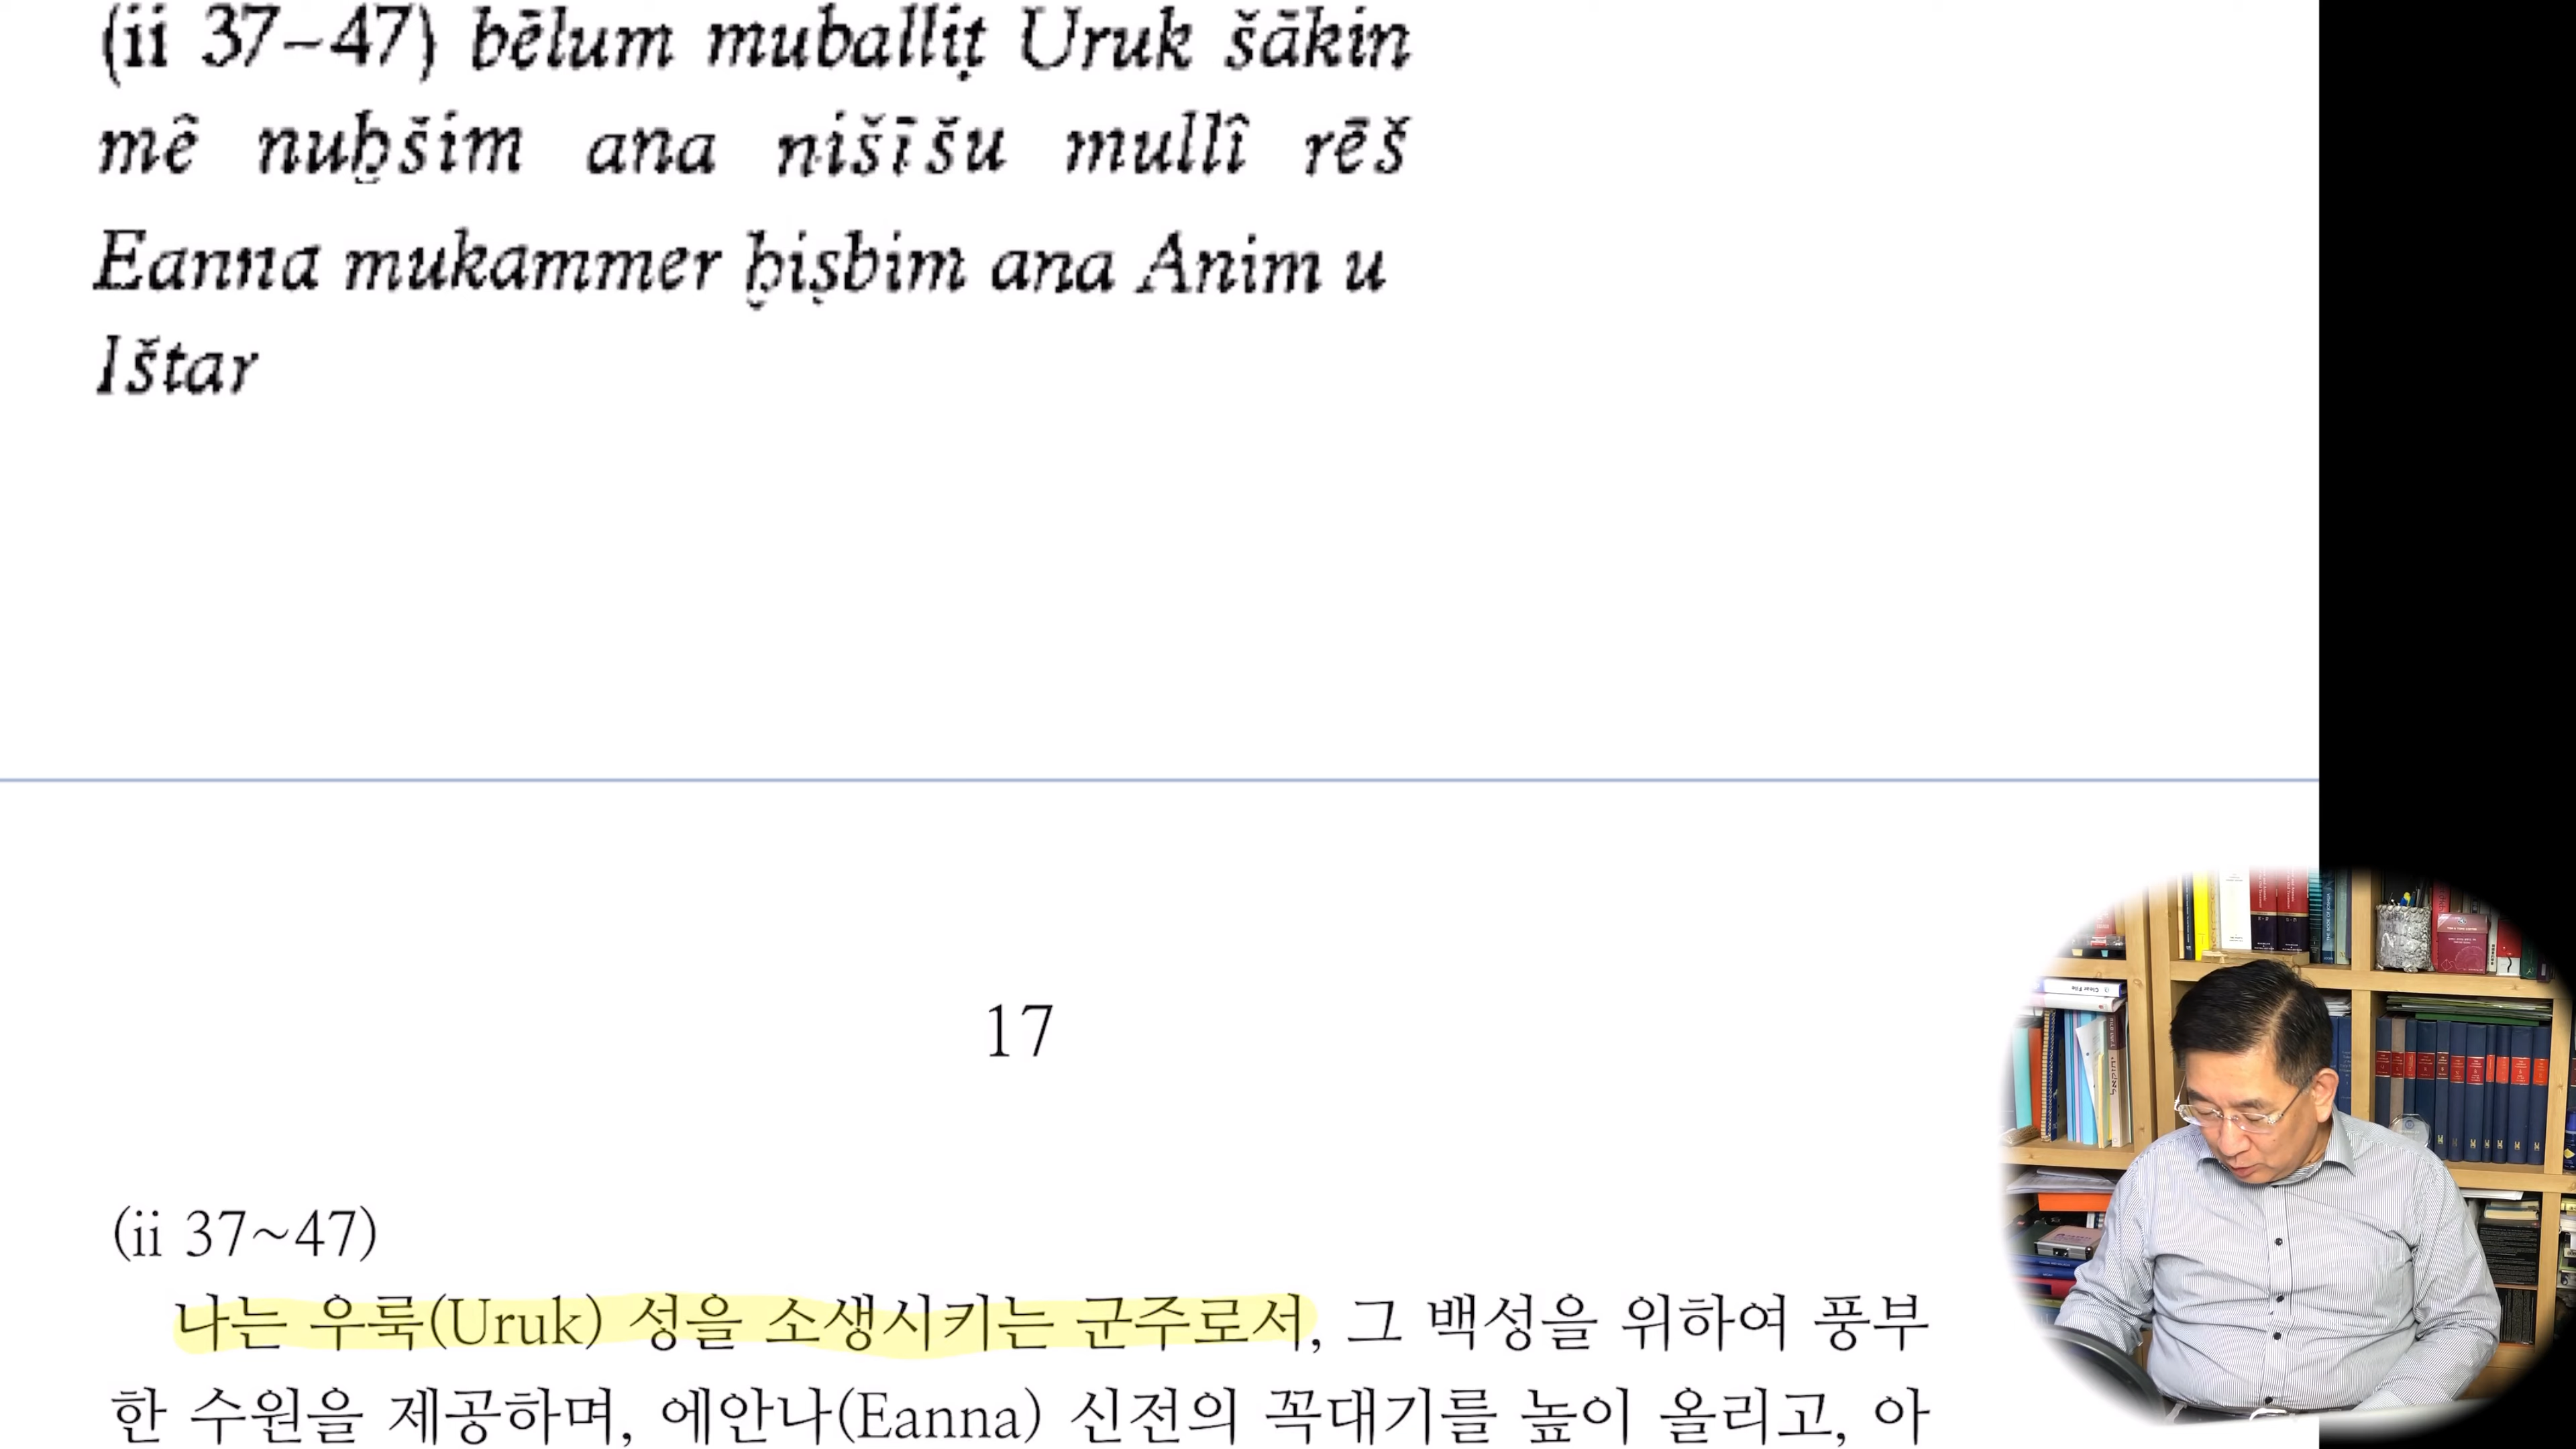 (ii 37–47) bēlum muballiṭ Uruk šākin
mê nuḫšim ana nišīšu mullî rēš
Eanna mukammer ḫiṣbim ana Anim u
Ištar
17
(ii 37~47)
나는 우룩(Uruk) 성을 소생시키는 군주로서, 그 백성을 위하여 풍부
한 수원을 제공하며, 에안나(Eanna) 신전의 꼭대기를 높이 올리고, 아